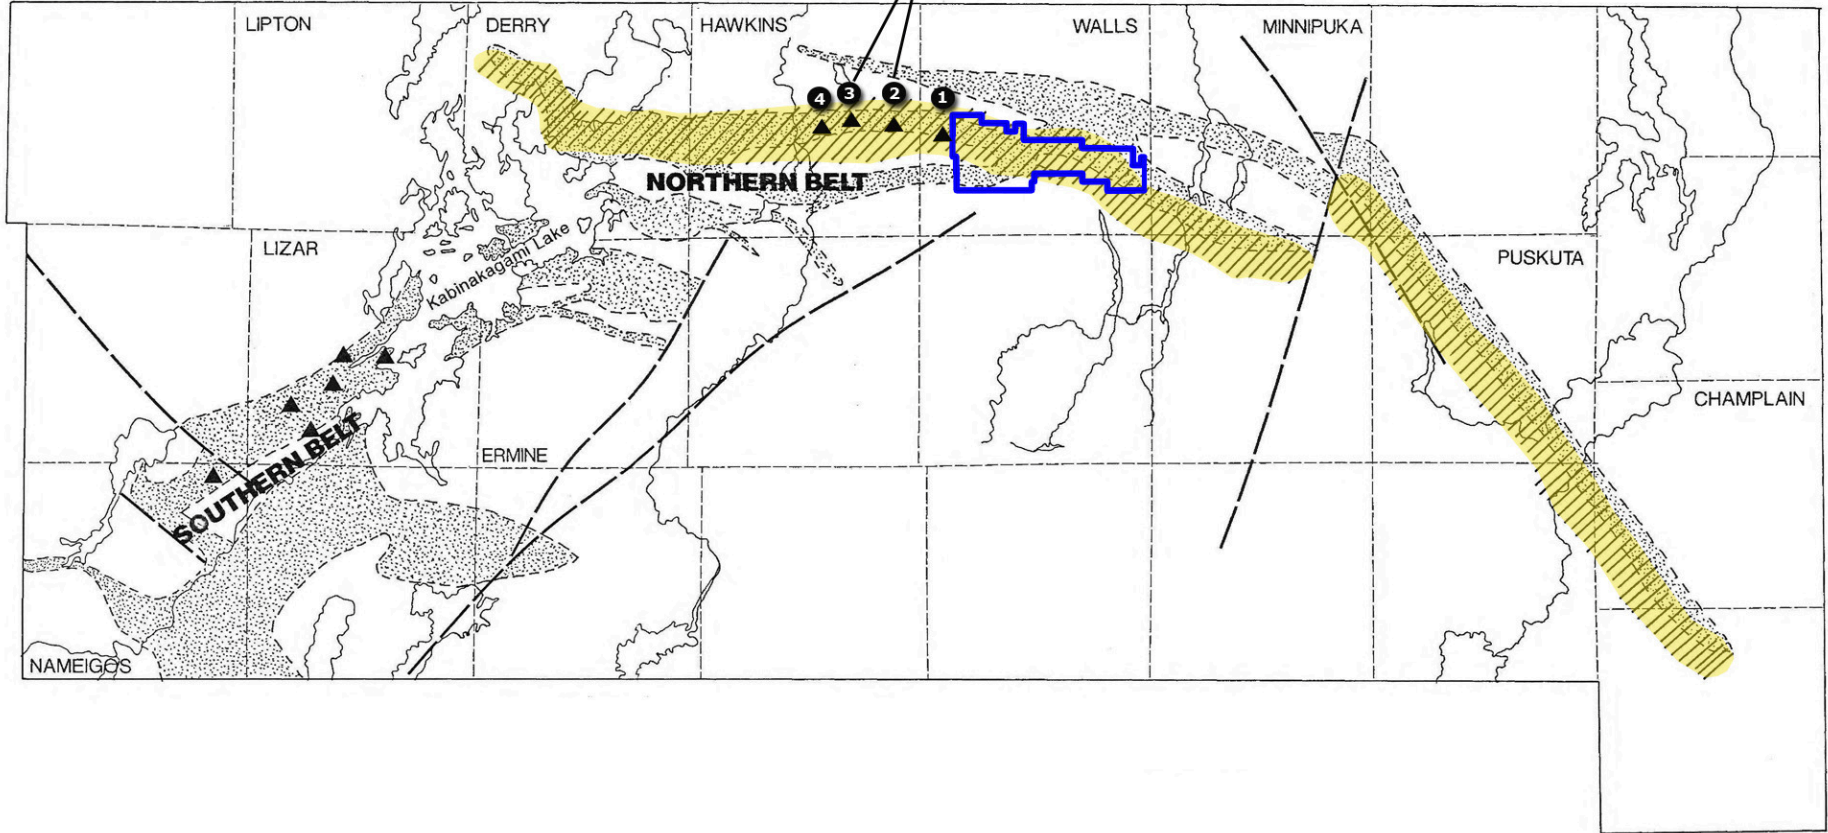 LIPTON
DERRY
HAWKINS
WALLS
MINNIPUKA
4
3
2
1
NORTHERN BELT
LIZAR
Kabinakagami Lake
PUSKUTA
CHAMPLAIN
ERMINE
SOUTHERN BELT
NAMEIGOS